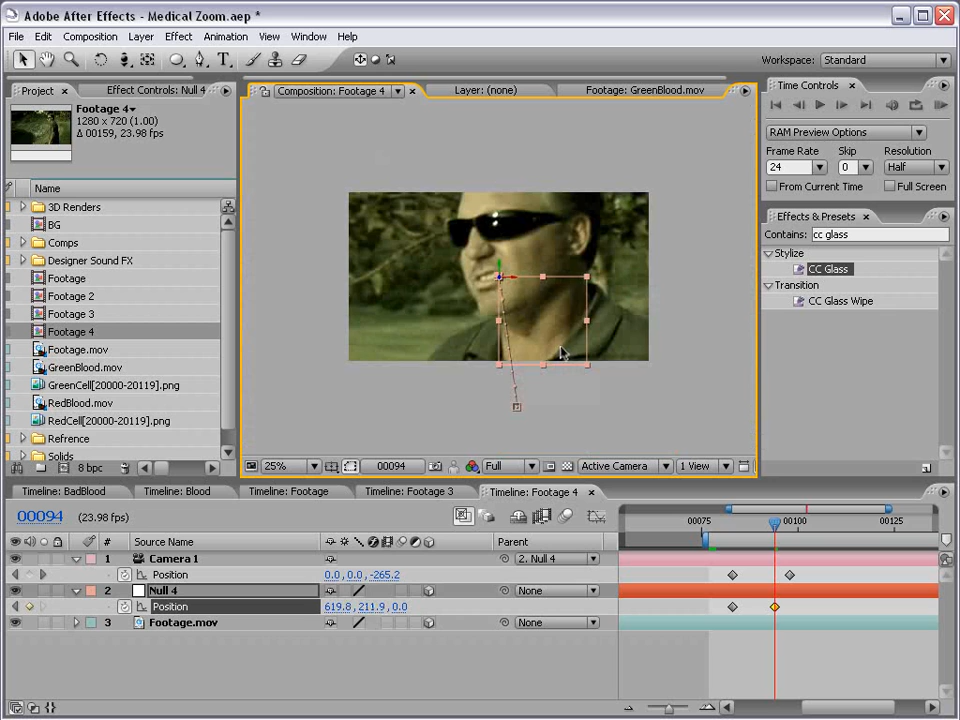 Adobe After Effects - Medical Zoom.aep *
File Edit Composition Layer Effect Animation View Window Help
Workspace: Standard
Project
Effect Controls: Null 4
Footage 4
1280 x 720 (1.00)
Δ 00159, 23.98 fps
Name
3D Renders
BG
Comps
Designer Sound FX
Footage
Footage 2
Footage 3
Footage 4
Footage.mov
GreenBlood.mov
GreenCell[20000-20119].png
RedBlood.mov
RedCell[20000-20119].png
Refrence
Solids
8 bpc
Composition: Footage 4
Layer: (none)
Footage: GreenBlood.mov
25%
00094
Full
Active Camera
1 View
Time Controls
RAM Preview Options
Frame Rate Skip Resolution
24 0 Half
From Current Time Full Screen
Effects & Presets
Contains: cc glass
Stylize
CC Glass
Transition
CC Glass Wipe
Timeline: BadBlood
Timeline: Blood
Timeline: Footage
Timeline: Footage 3
Timeline: Footage 4
00094 (23.98 fps)
00075 00100 00125
# Source Name Parent
1 Camera 1 2. Null 4
Position 0.0, 0.0, -265.2
2 Null 4 None
Position 619.8, 211.9, 0.0
3 Footage.mov None